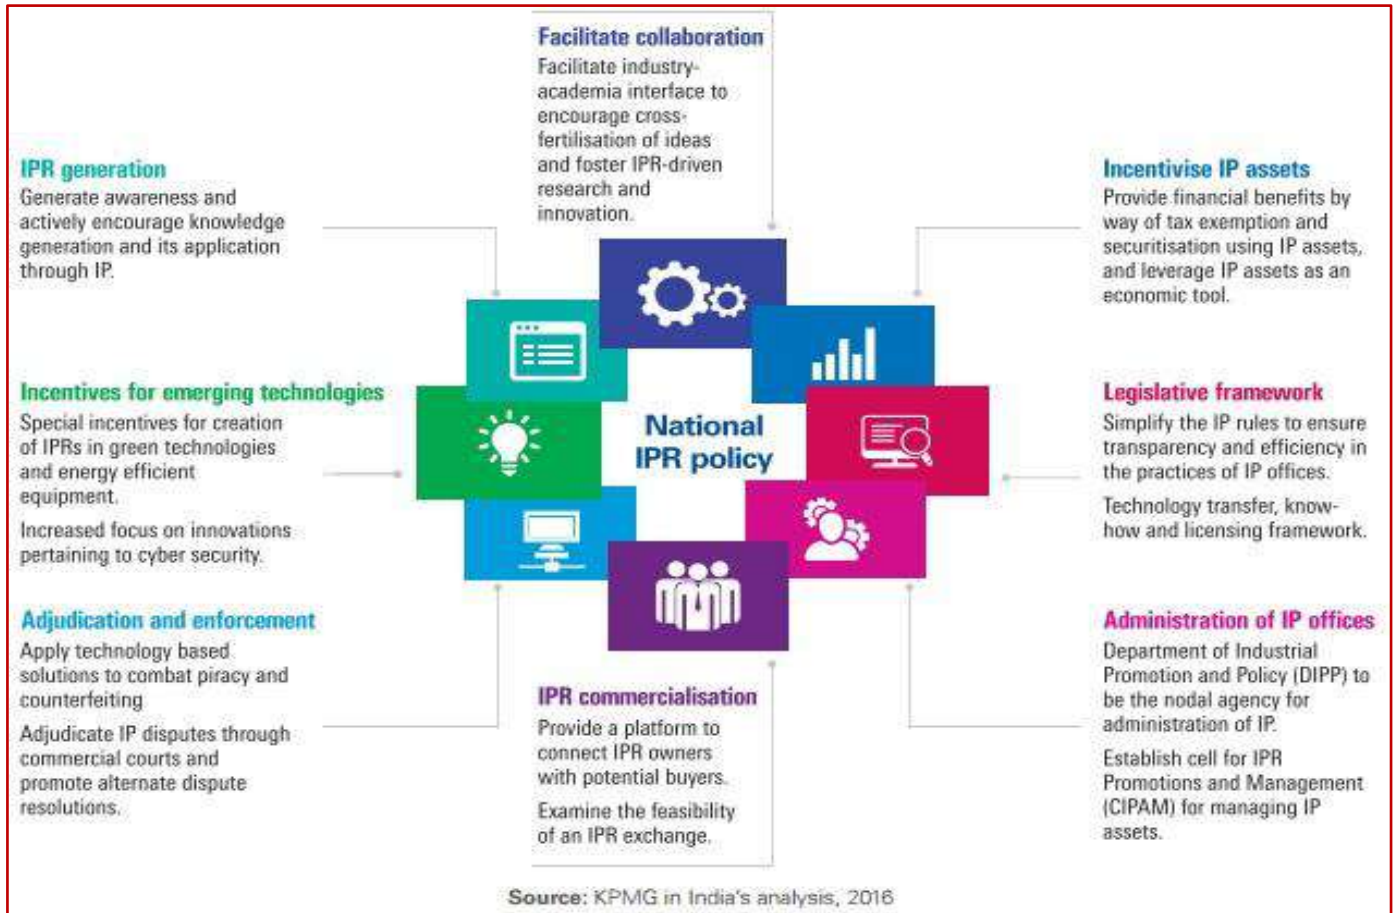 Facilitate collaboration
Facilitate industry-
academia interface to
encourage cross-
fertilisation of ideas
and foster IPR-driven
research and
innovation.
IPR generation
Generate awareness and
actively encourage knowledge
generation and its application
through IP.
Incentivise IP assets
Provide financial benefits by
way of tax exemption and
securitisation using IP assets,
and leverage IP assets as an
economic tool.
Incentives for emerging technologies
Special incentives for creation
of IPRs in green technologies
and energy efficient
equipment.
Increased focus on innovations
pertaining to cyber security.
National
IPR policy
Legislative framework
Simplify the IP rules to ensure
transparency and efficiency in
the practices of IP offices.
Technology transfer, know-
how and licensing framework.
Adjudication and enforcement
Apply technology based
solutions to combat piracy and
counterfeiting
Adjudicate IP disputes through
commercial courts and
promote alternate dispute
resolutions.
IPR commercialisation
Provide a platform to
connect IPR owners
with potential buyers.
Examine the feasibility
of an IPR exchange.
Administration of IP offices
Department of Industrial
Promotion and Policy (DIPP) to
be the nodal agency for
administration of IP.
Establish cell for IPR
Promotions and Management
(CIPAM) for managing IP
assets.
Source: KPMG in India's analysis, 2016